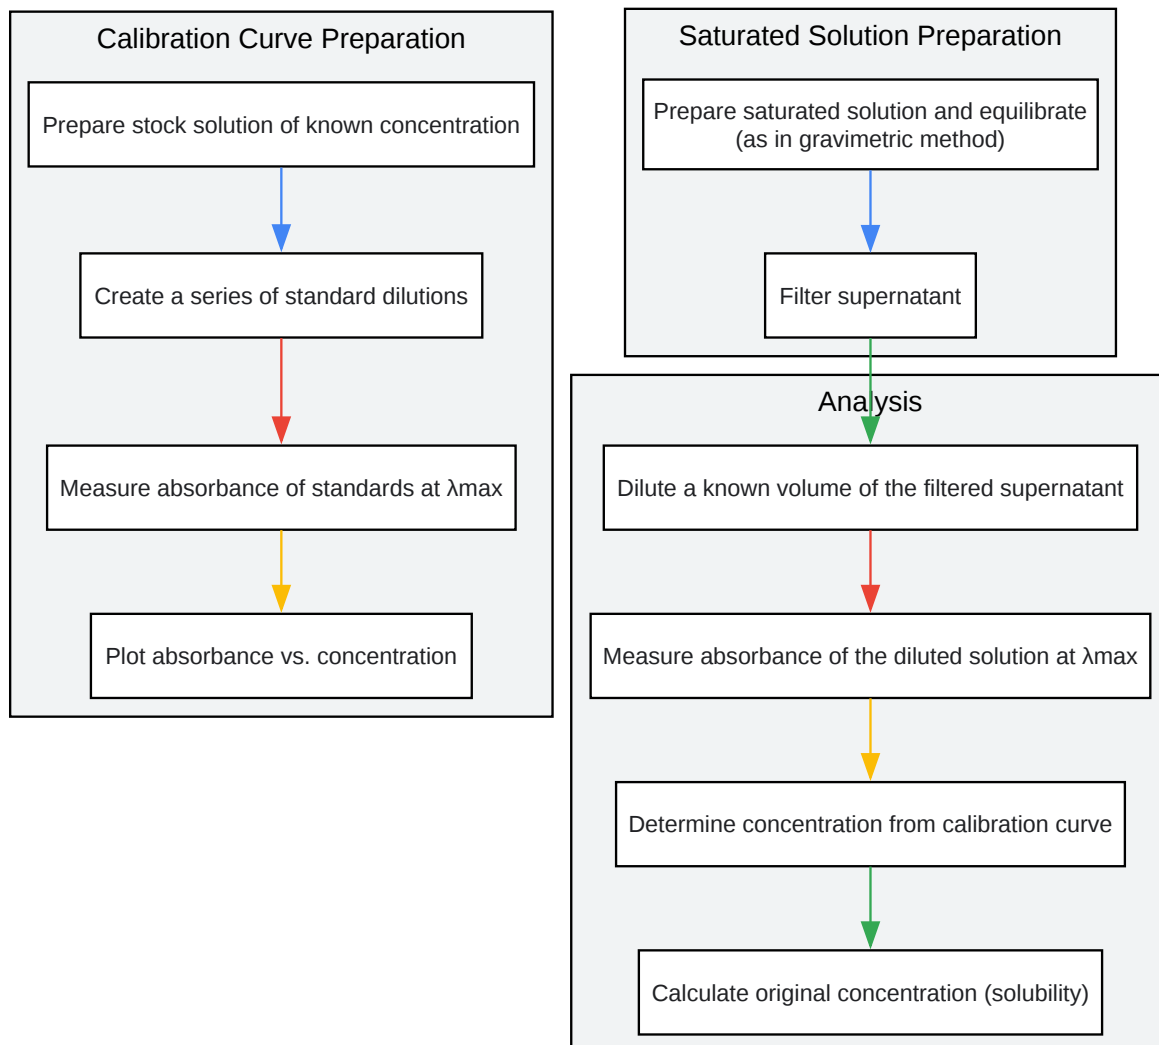 Calibration Curve Preparation
Prepare stock solution of known concentration
Create a series of standard dilutions
Measure absorbance of standards at λmax
Plot absorbance vs. concentration
Saturated Solution Preparation
Prepare saturated solution and equilibrate
(as in gravimetric method)
Filter supernatant
Analysis
Dilute a known volume of the filtered supernatant
Measure absorbance of the diluted solution at λmax
Determine concentration from calibration curve
Calculate original concentration (solubility)